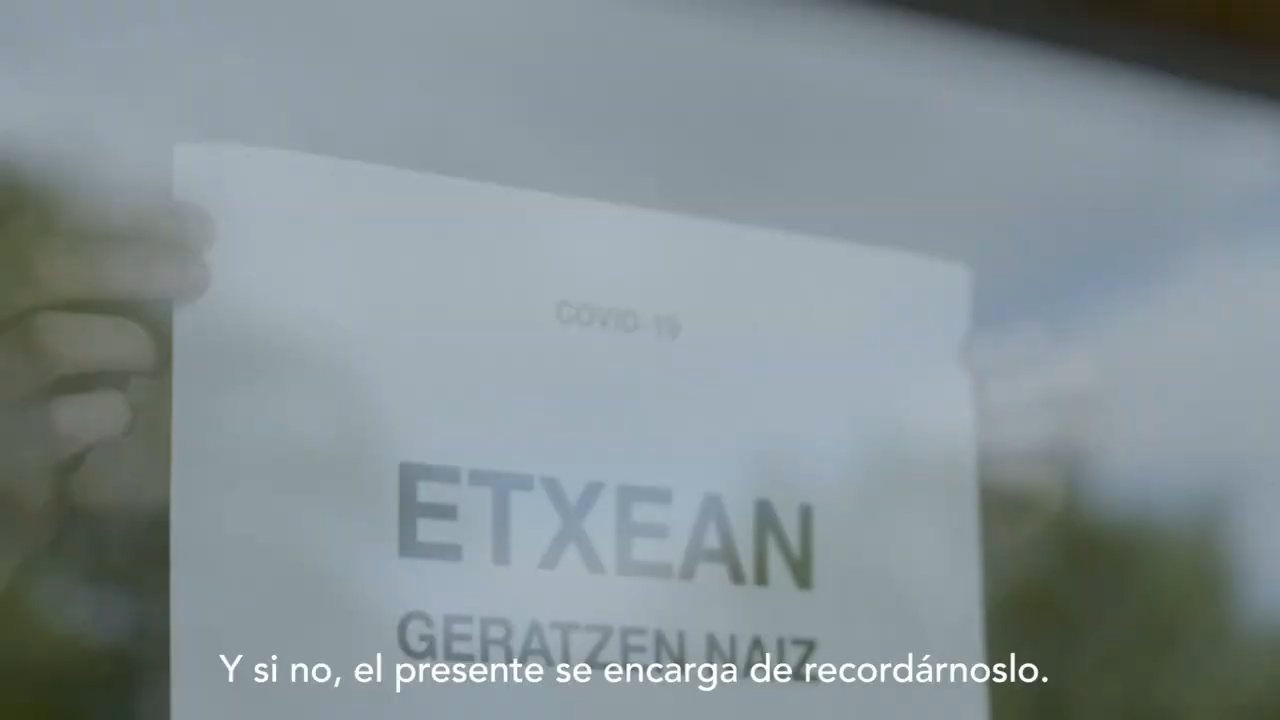 COVID-19
ETXEAN
GERATZEN NAIZ
Y si no, el presente se encarga de recordárnoslo.